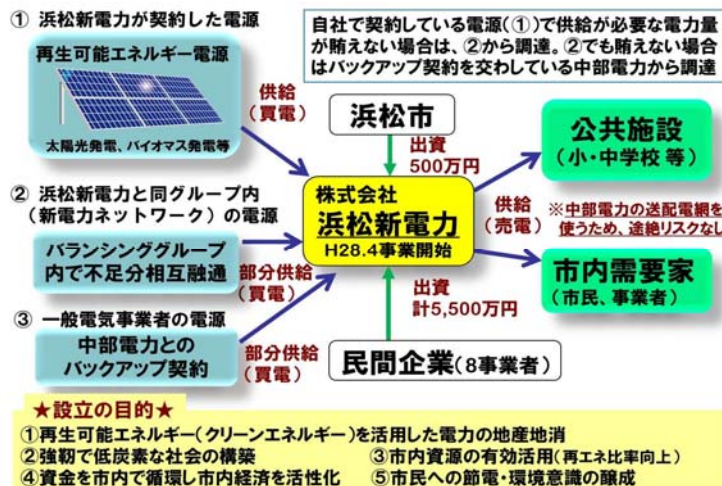 ① 浜松新電力が契約した電源
再生可能エネルギー電源
太陽光発電、バイオマス発電等
供給
(買電)
自社で契約している電源(①)で供給が必要な電力量
が賄えない場合は、②から調達。②でも賄えない場合
はバックアップ契約を交わしている中部電力から調達
浜松市
出資
500万円
公共施設
(小・中学校 等)
② 浜松新電力と同グループ内
(新電力ネットワーク)の電源
バランシンググループ
内で不足分相互融通
部分供給
(買電)
株式会社
浜松新電力
H28.4事業開始
供給
(売電)
※中部電力の送配電網を
使うため、途絶リスクなし
市内需要家
(市民、事業者)
③ 一般電気事業者の電源
中部電力との
バックアップ契約
部分供給
(買電)
出資
計5,500万円
民間企業(8事業者)
★設立の目的★
①再生可能エネルギー(クリーンエネルギー)を活用した電力の地産地消
②強靭で低炭素な社会の構築 ③市内資源の有効活用(再エネ比率向上)
④資金を市内で循環し市内経済を活性化 ⑤市民への節電・環境意識の醸成